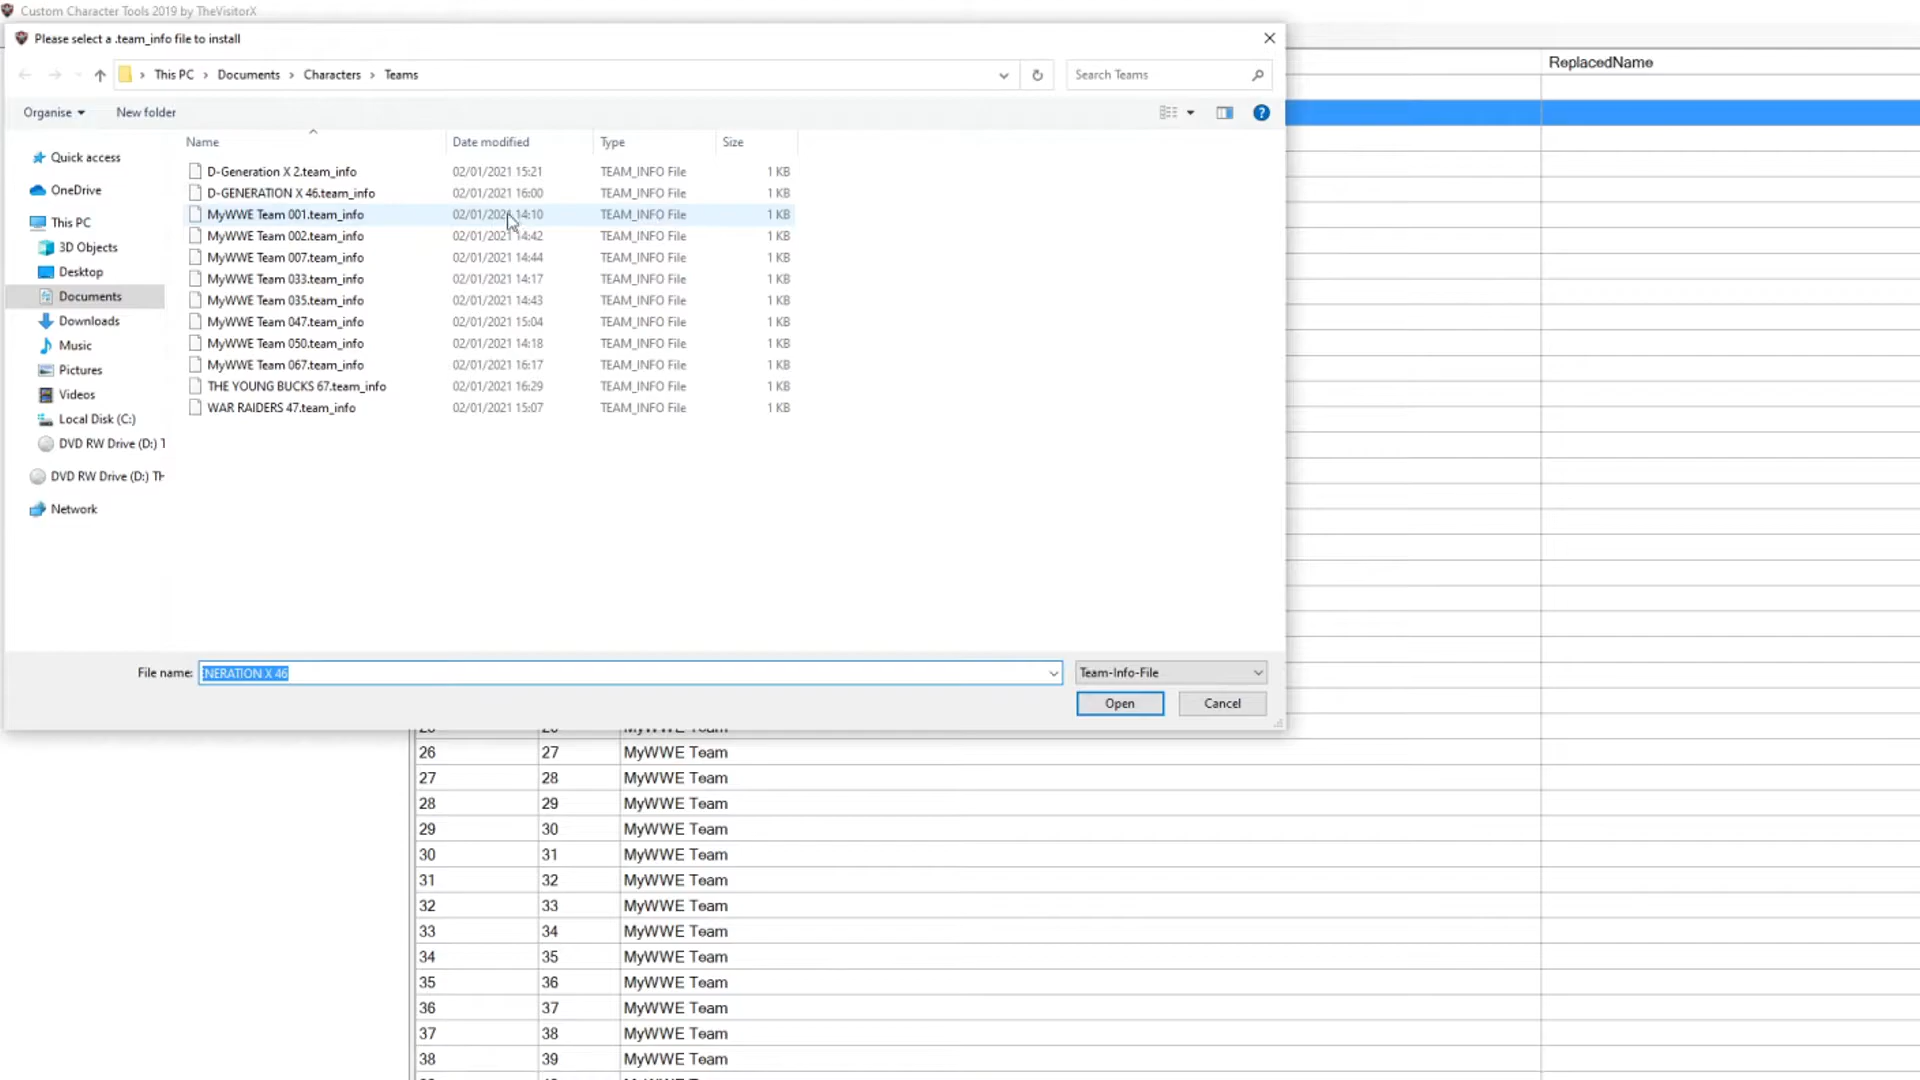 Custom Character Tools 2019 by TheVisitorX
Please select a .team_info file to install
This PC > Documents > Characters > Teams
Search Teams
Organise
New folder
ReplacedName
Name Date modified Type Size
Quick access
OneDrive
This PC
3D Objects
Desktop
Documents
Downloads
Music
Pictures
Videos
Local Disk (C:)
DVD RW Drive (D:) T
DVD RW Drive (D:) TH
Network
D-Generation X 2.team_info 02/01/2021 15:21 TEAM_INFO File 1 KB
D-GENERATION X 46.team_info 02/01/2021 16:00 TEAM_INFO File 1 KB
MyWWE Team 001.team_info 02/01/2021 14:10 TEAM_INFO File 1 KB
MyWWE Team 002.team_info 02/01/2021 14:42 TEAM_INFO File 1 KB
MyWWE Team 007.team_info 02/01/2021 14:44 TEAM_INFO File 1 KB
MyWWE Team 033.team_info 02/01/2021 14:17 TEAM_INFO File 1 KB
MyWWE Team 035.team_info 02/01/2021 14:43 TEAM_INFO File 1 KB
MyWWE Team 047.team_info 02/01/2021 15:04 TEAM_INFO File 1 KB
MyWWE Team 050.team_info 02/01/2021 14:18 TEAM_INFO File 1 KB
MyWWE Team 067.team_info 02/01/2021 16:17 TEAM_INFO File 1 KB
THE YOUNG BUCKS 67.team_info 02/01/2021 16:29 TEAM_INFO File 1 KB
WAR RAIDERS 47.team_info 02/01/2021 15:07 TEAM_INFO File 1 KB
File name: NERATION X 46
Team-Info-File
Open
Cancel
MyWWE Team
26 27 MyWWE Team
27 28 MyWWE Team
28 29 MyWWE Team
29 30 MyWWE Team
30 31 MyWWE Team
31 32 MyWWE Team
32 33 MyWWE Team
33 34 MyWWE Team
34 35 MyWWE Team
35 36 MyWWE Team
36 37 MyWWE Team
37 38 MyWWE Team
38 39 MyWWE Team